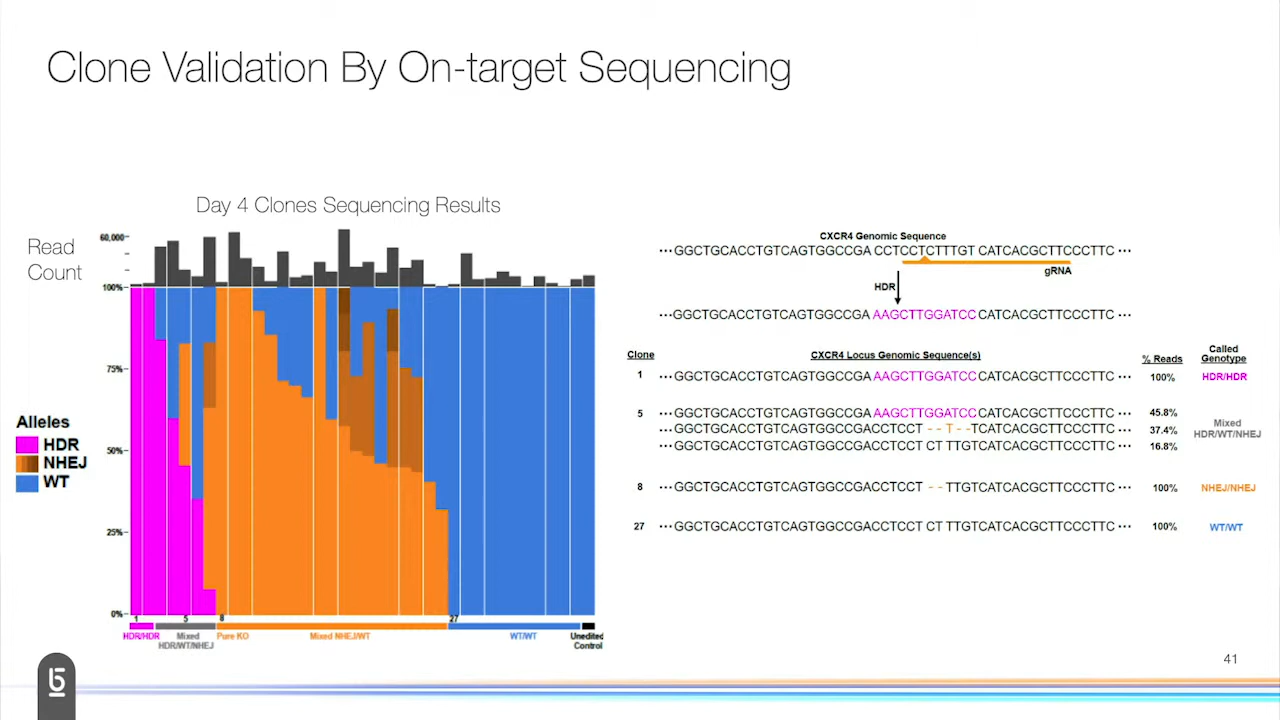 Clone Validation By On-target Sequencing
Day 4 Clones Sequencing Results
Read
Count
60,000
100%
75%
50%
25%
0%
Alleles
HDR
NHEJ
WT
1 5 8 27
HDR/HDR Mixed Pure KO Mixed NHEJ/WT WT/WT Unedited
HDR/WT/NHEJ Control
CXCR4 Genomic Sequence
···GGCTGCACCTGTCAGTGGCCGA CCTCCTCTTTGT CATCACGCTTCCCTTC ···
gRNA
HDR
···GGCTGCACCTGTCAGTGGCCGA AAGCTTGGATCC CATCACGCTTCCCTTC ···
Clone CXCR4 Locus Genomic Sequence(s) % Reads Called
Genotype
1 ···GGCTGCACCTGTCAGTGGCCGA AAGCTTGGATCC CATCACGCTTCCCTTC ··· 100% HDR/HDR
5 ···GGCTGCACCTGTCAGTGGCCGA AAGCTTGGATCC CATCACGCTTCCCTTC ··· 45.8%
···GGCTGCACCTGTCAGTGGCCGACCTCCT - - T - - TCATCACGCTTCCCTTC ··· 37.4%
···GGCTGCACCTGTCAGTGGCCGACCTCCT CT TTGTCATCACGCTTCCCTTC ··· 16.8%
Mixed
HDR/WT/NHEJ
8 ···GGCTGCACCTGTCAGTGGCCGACCTCCT - - TTGTCATCACGCTTCCCTTC ··· 100% NHEJ/NHEJ
27 ···GGCTGCACCTGTCAGTGGCCGACCTCCT CT TTGTCATCACGCTTCCCTTC ··· 100% WT/WT
41